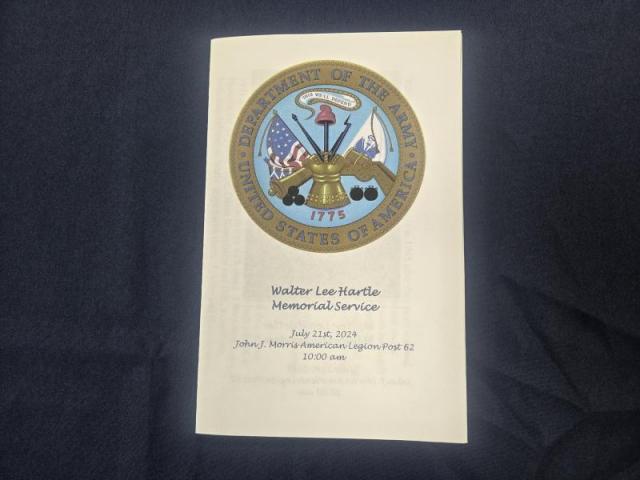 DEPARTMENT OF THE ARMY
THIS WE'LL DEFEND
1775
UNITED STATES OF AMERICA
Walter Lee Hartle
Memorial Service
July 21st, 2024
John J. Morris American Legion Post 62
10:00 am